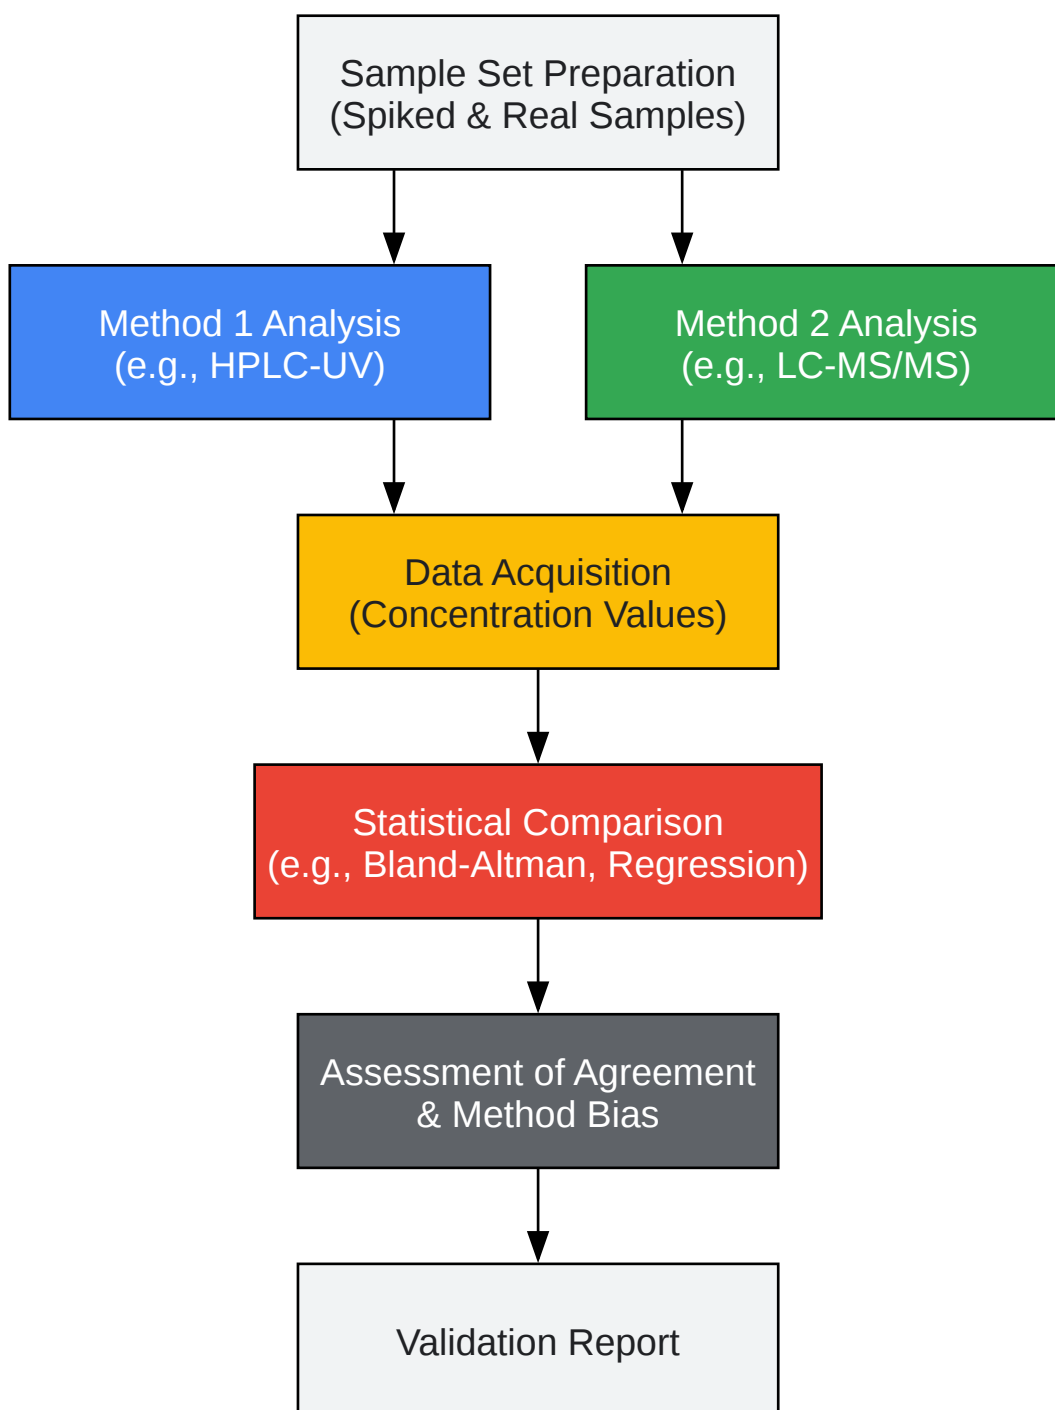 Sample Set Preparation
(Spiked & Real Samples)
Method 1 Analysis
(e.g., HPLC-UV)
Method 2 Analysis
(e.g., LC-MS/MS)
Data Acquisition
(Concentration Values)
Statistical Comparison
(e.g., Bland-Altman, Regression)
Assessment of Agreement
& Method Bias
Validation Report